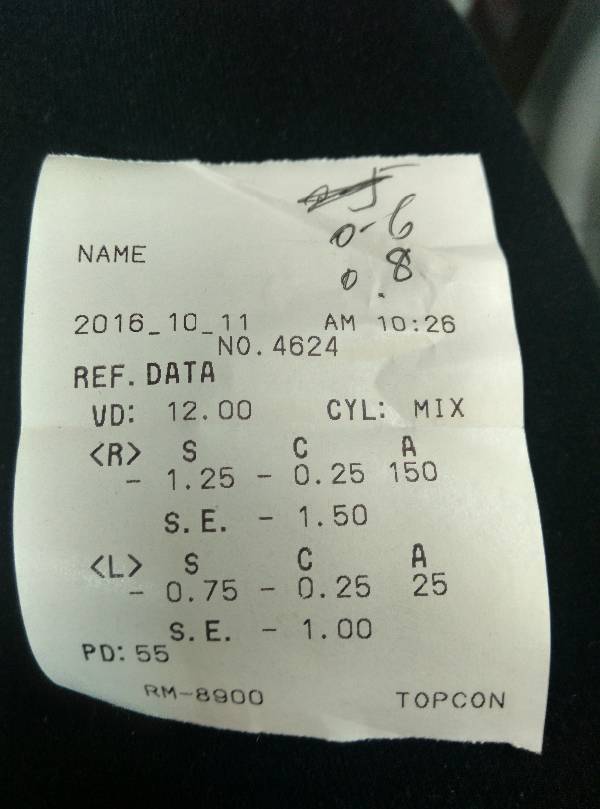 0-6
0.8
NAME
2016_10_11 AM 10:26
NO. 4624
REF. DATA
VD: 12.00 CYL: MIX
<R> S C A
- 1.25 - 0.25 150
S.E. - 1.50
<L> S C A
- 0.75 - 0.25 25
S.E. - 1.00
PD: 55
RM-8900 TOPCON